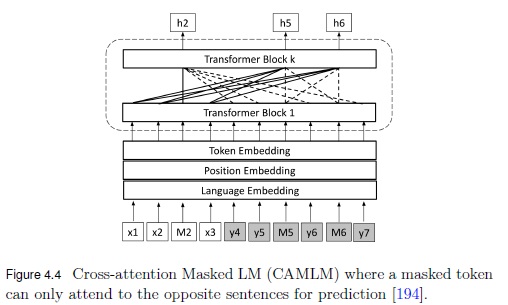 h2 h5 h6
Transformer Block k
Transformer Block 1
Token Embedding
Position Embedding
Language Embedding
x1 x2 M2 x3 y4 y5 M5 y6 M6 y7
Figure 4.4 Cross-attention Masked LM (CAMLM) where a masked token
can only attend to the opposite sentences for prediction [194].